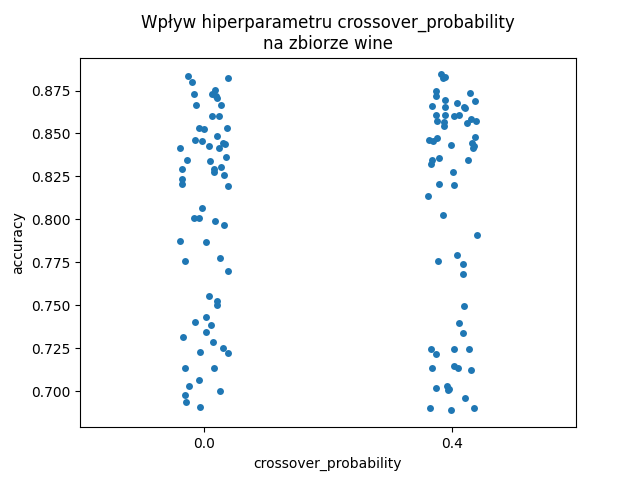 Wpływ hiperparametru crossover_probability
na zbiorze wine
0.875
0.850
0.825
0.800
0.775
0.750
0.725
0.700
accuracy
0.0
0.4
crossover_probability